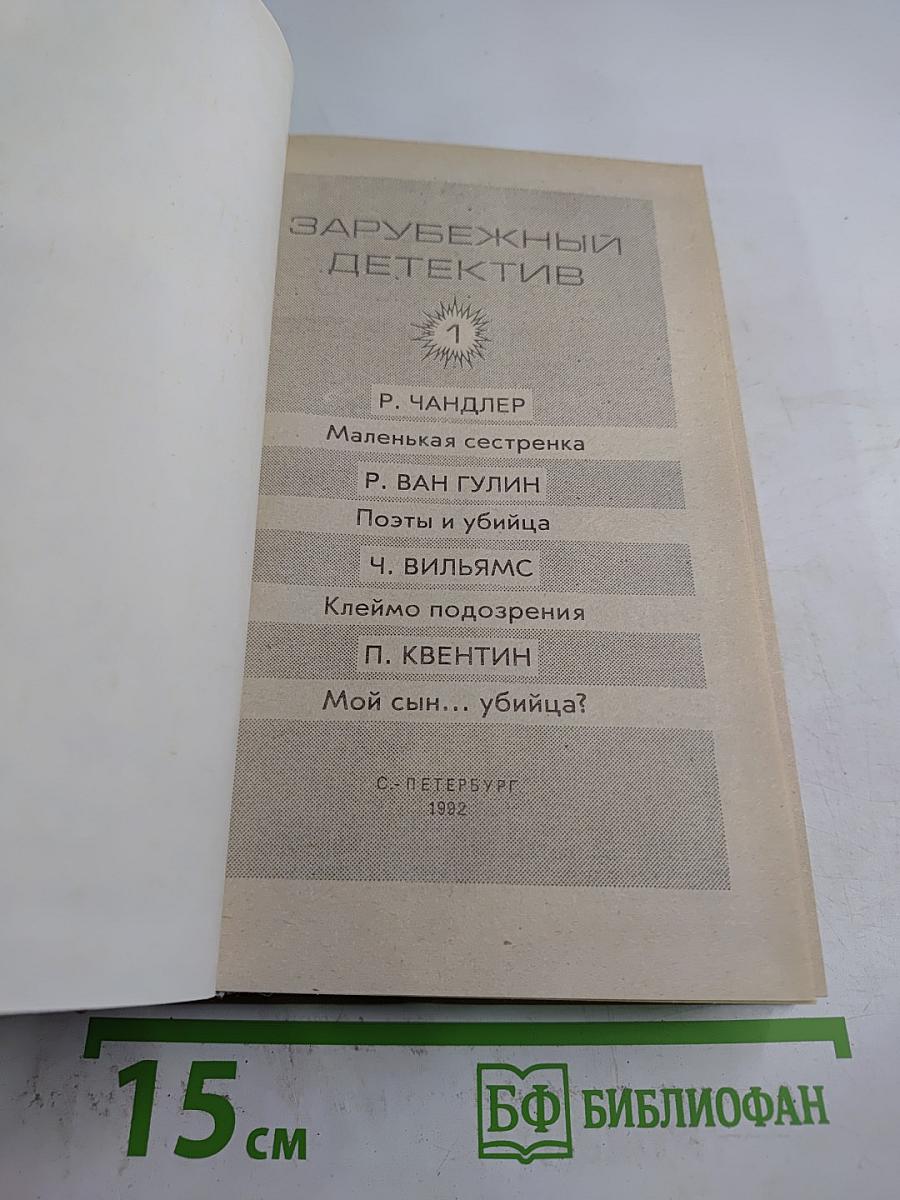 ЗАРУБЕЖНЫЙ
ДЕТЕКТИВ
1
Р. ЧАНДЛЕР
Маленькая сестренка
Р. ВАН ГУЛИН
Поэты и убийца
Ч. ВИЛЬЯМС
Клеймо подозрения
П. КВЕНТИН
Мой сын... убийца?
С.-ПЕТЕРБУРГ
1992
15 см
БФ БИБЛИОФАН